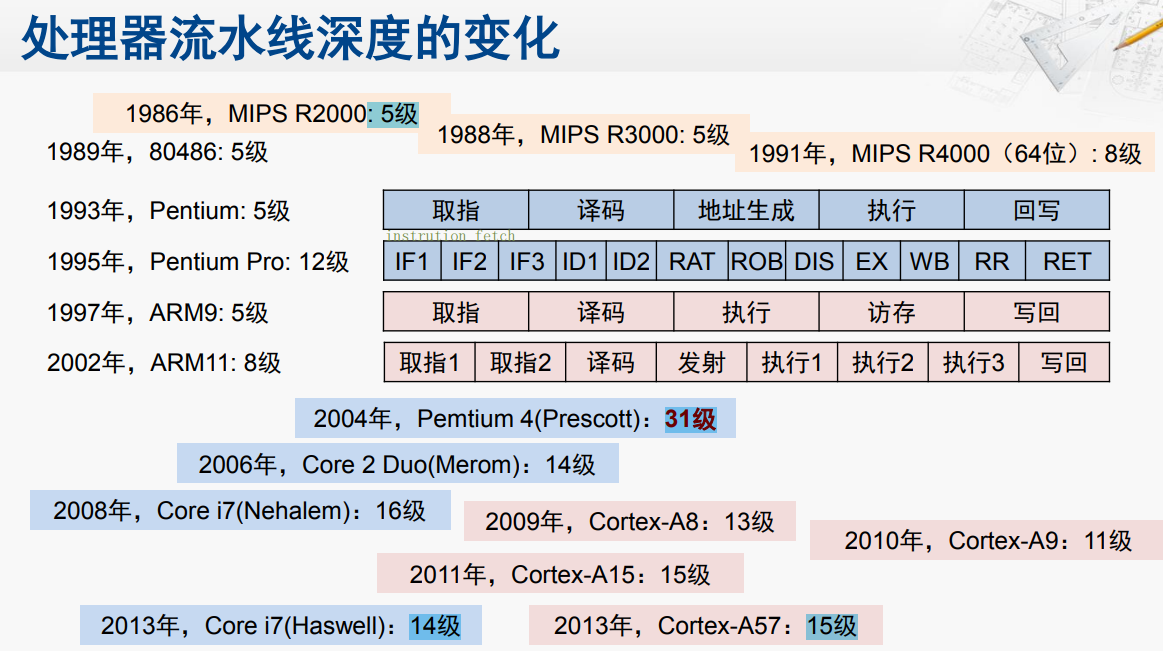 处理器流水线深度的变化
1986年，MIPS R2000: 5级
1988年，MIPS R3000: 5级
1989年，80486: 5级
1991年，MIPS R4000（64位）: 8级
1993年，Pentium: 5级
取指 译码 地址生成 执行 回写
instrution fetch
1995年，Pentium Pro: 12级
IF1 IF2 IF3 ID1 ID2 RAT ROB DIS EX WB RR RET
1997年，ARM9: 5级
取指 译码 执行 访存 写回
2002年，ARM11: 8级
取指1 取指2 译码 发射 执行1 执行2 执行3 写回
2004年，Pemtium 4(Prescott)：31级
2006年，Core 2 Duo(Merom)：14级
2008年，Core i7(Nehalem)：16级
2009年，Cortex-A8：13级
2010年，Cortex-A9：11级
2011年，Cortex-A15：15级
2013年，Core i7(Haswell)：14级
2013年，Cortex-A57：15级